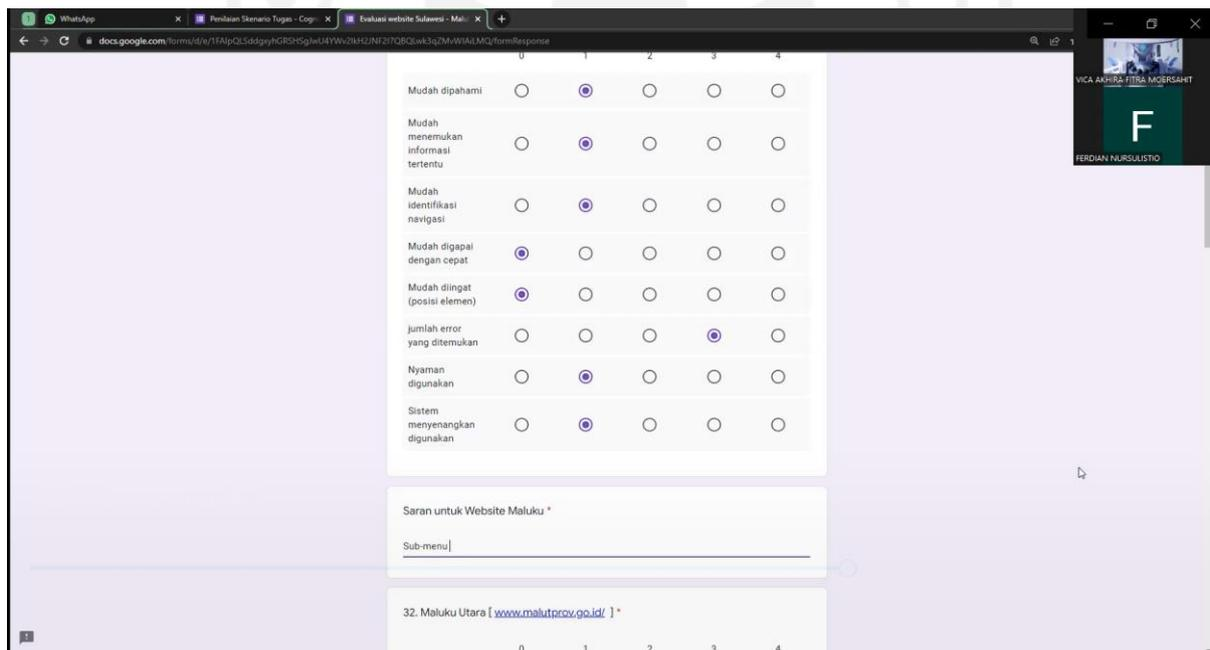 1 WhatsApp Penilaian Skenario Tugas - Cogn Evaluasi website Sulawesi - Malu
docs.google.com/forms/d/e/
VICA AKHIRA FITRA MOERSAHIT
F
FERDIAN NURSULISTIO
0 1 2 3 4
Mudah dipahami
Mudah
menemukan
informasi
tertentu
Mudah
identifikasi
navigasi
Mudah digapai
dengan cepat
Mudah diingat
(posisi elemen)
jumlah error
yang ditemukan
Nyaman
digunakan
Sistem
menyenangkan
digunakan
Saran untuk Website Maluku *
Sub-menu
32. Maluku Utara [ www.malutprov.go.id/ ] *
0 1 2 3 4